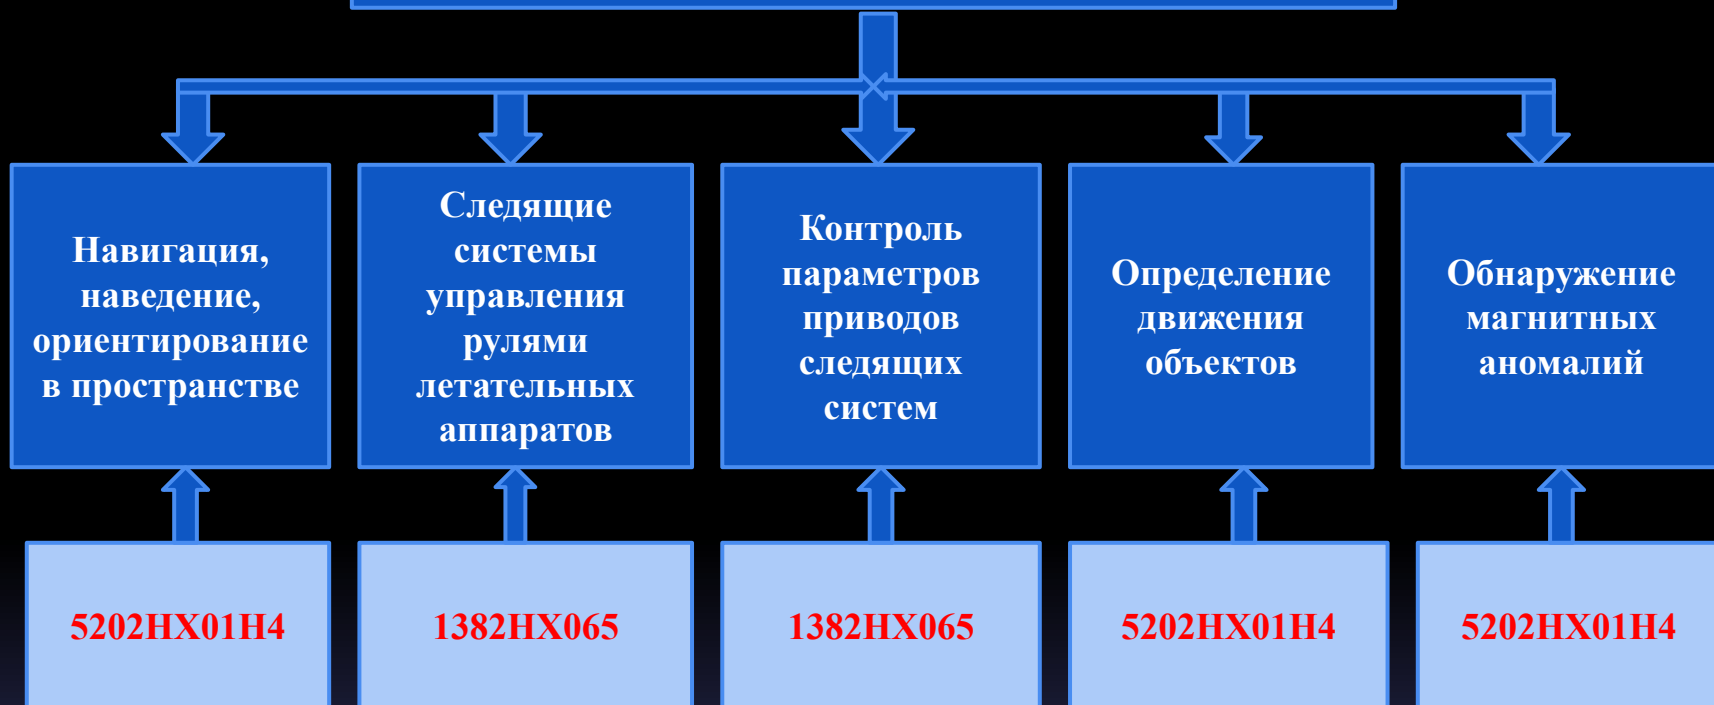 Навигация,
наведение,
ориентирование
в пространстве
Следящие
системы
управления
рулями
летательных
аппаратов
Контроль
параметров
приводов
следящих
систем
Определение
движения
объектов
Обнаружение
магнитных
аномалий
5202НХ01Н4
1382НХ065
1382НХ065
5202НХ01Н4
5202НХ01Н4